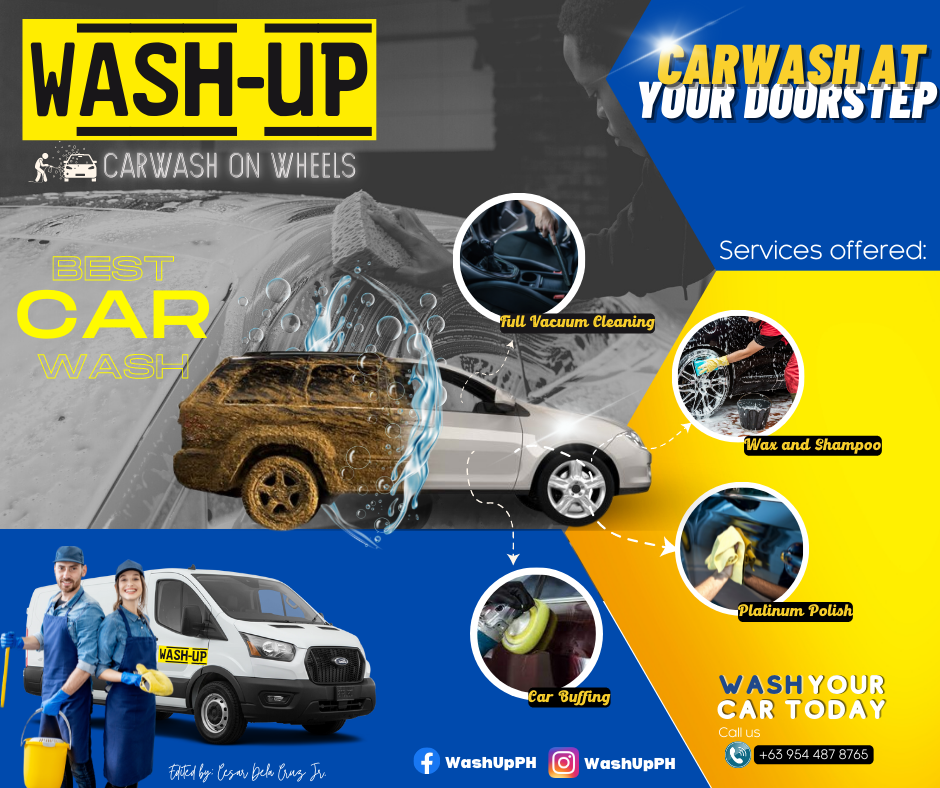 WASH-UP
CARWASH ON WHEELS
CARWASH AT
YOUR DOORSTEP
Services offered:
BEST
CAR
WASH
Full Vacuum Cleaning
Wax and Shampoo
Platinum Polish
Car Buffing
WASH-UP
WASH YOUR
CAR TODAY
Call us
+63 954 487 8765
WashUpPH
WashUpPH
Edited by: Cesar Dela Cruz Jr.